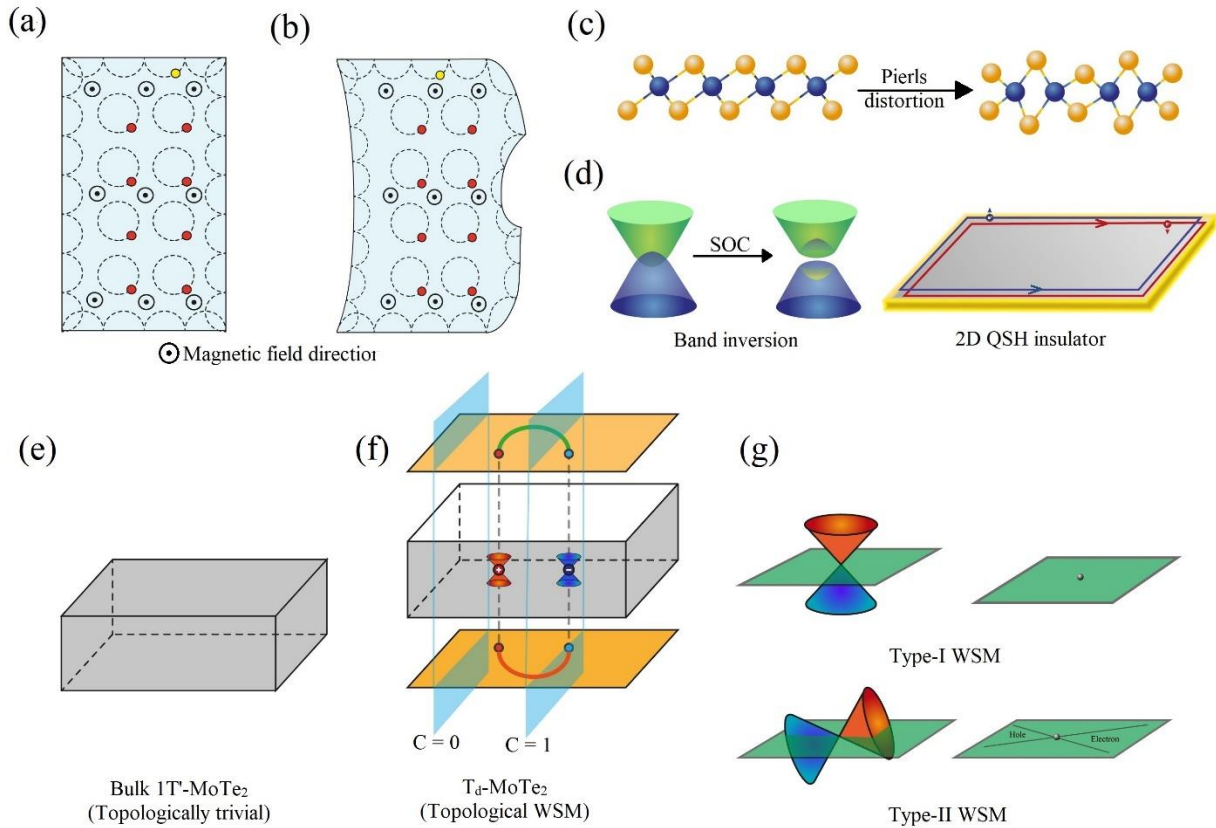 (a)
(b)
(c)
Pierls
distortion
(d)
SOC
Band inversion
2D QSH insulator
Magnetic field direction
(e)
(f)
(g)
+
−
C = 0
C = 1
Hole
Electron
Type-I WSM
Type-II WSM
Bulk 1T'-MoTe₂
(Topologically trivial)
T_d-MoTe₂
(Topological WSM)